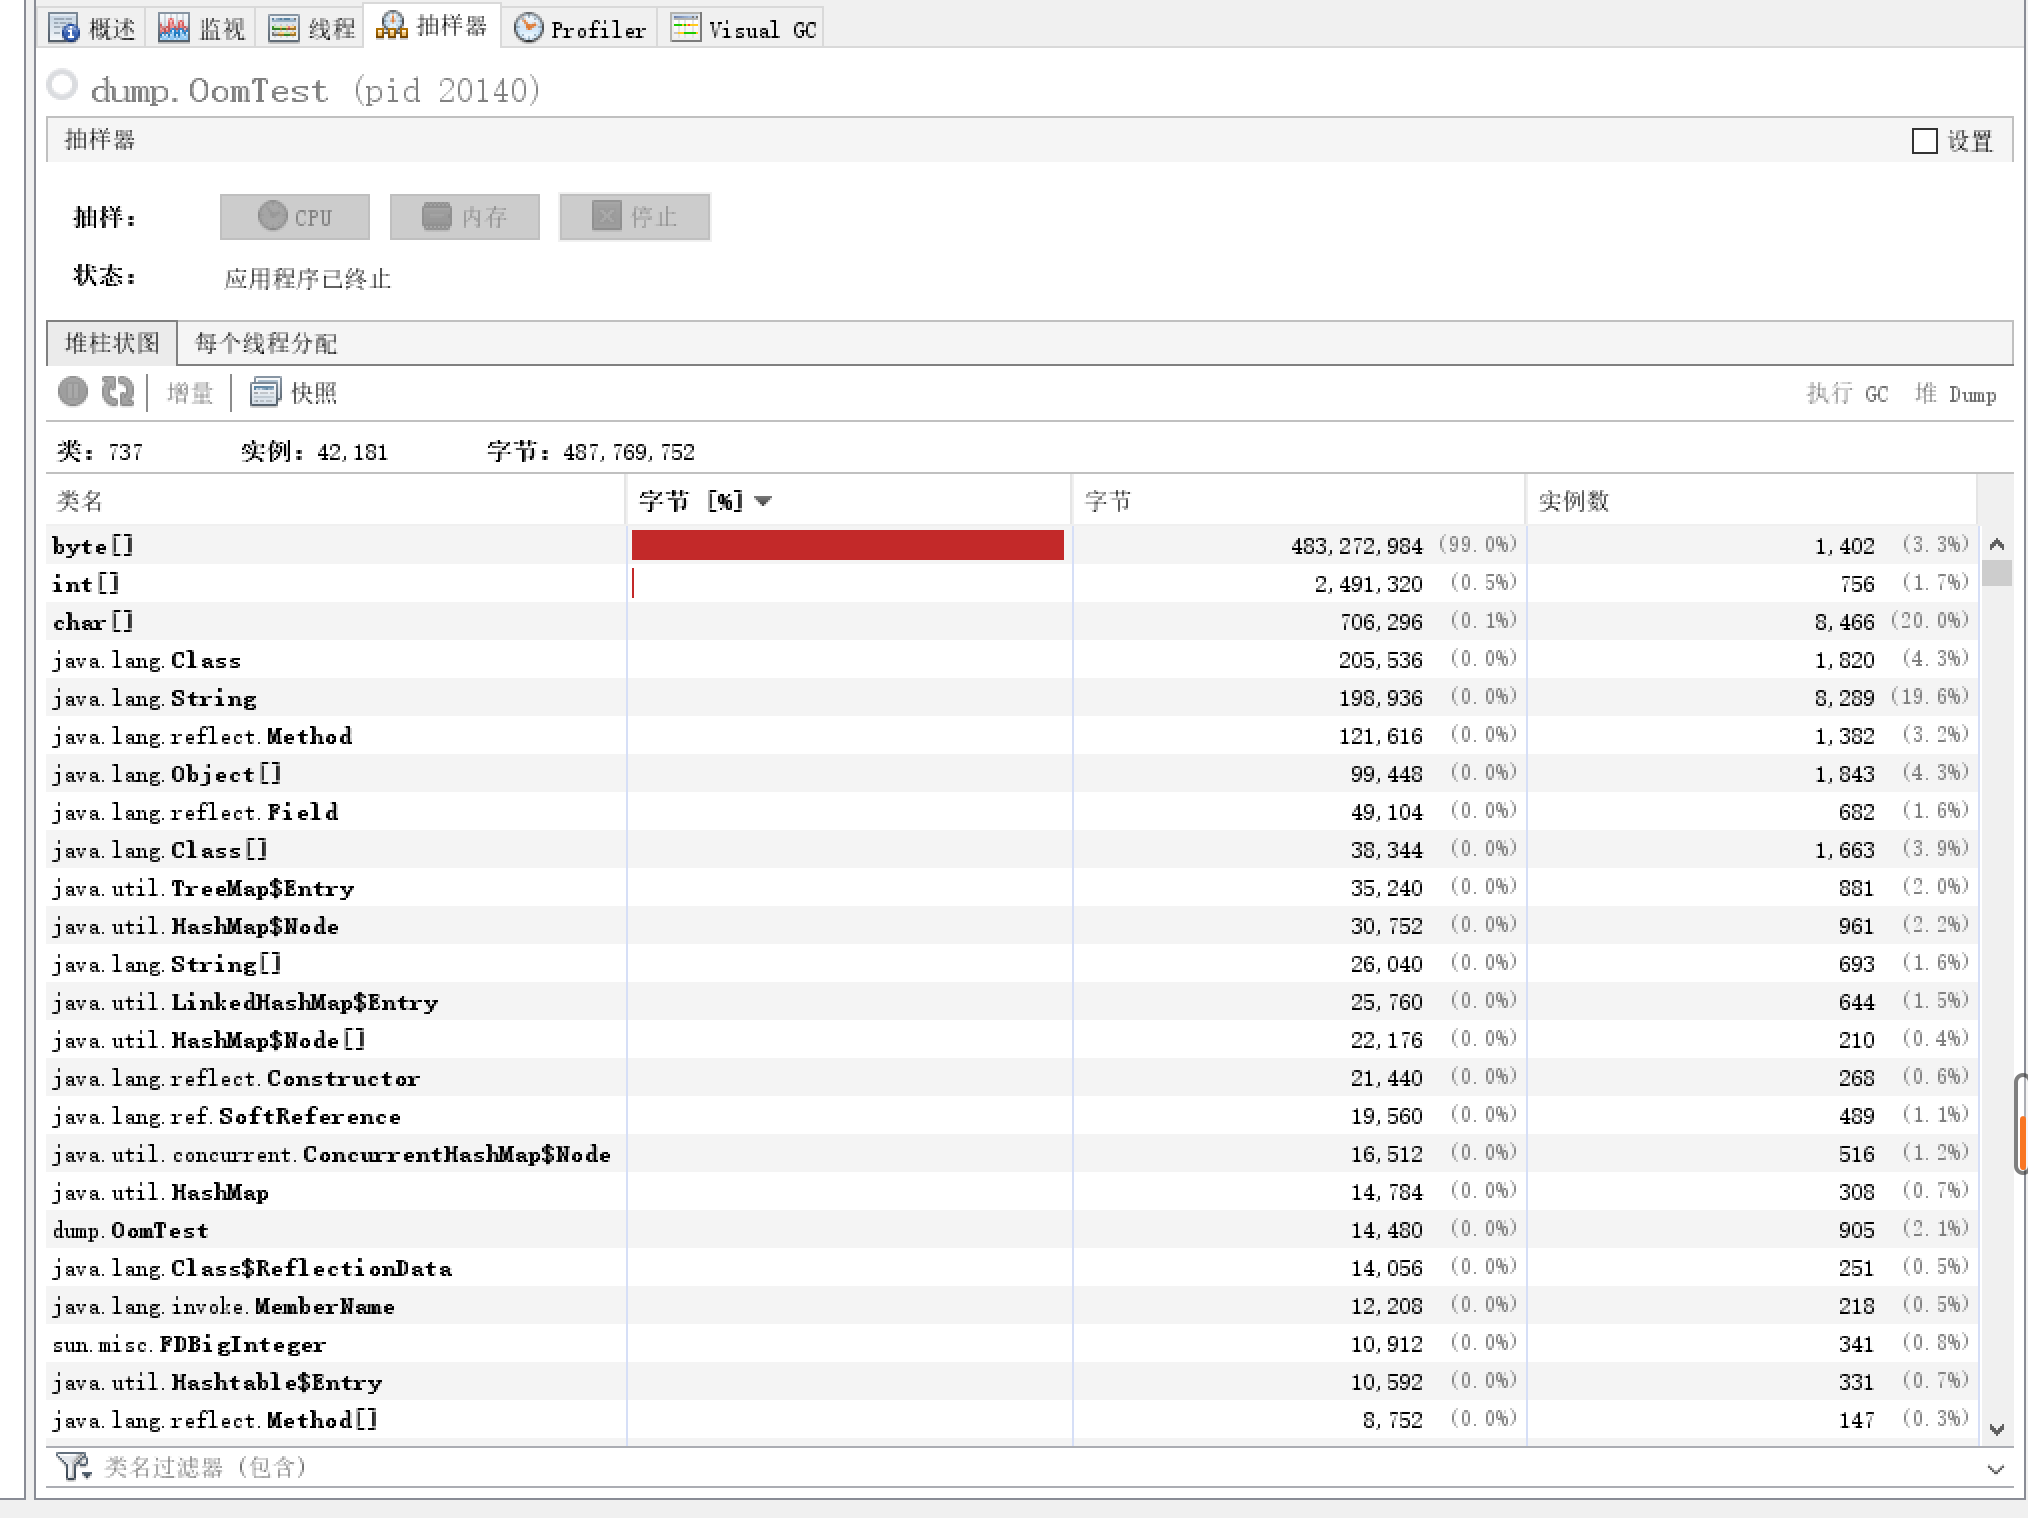 概述 监视 线程 抽样器 Profiler Visual GC
dump.OomTest (pid 20140)
抽样器 设置
抽样： CPU 内存 停止
状态： 应用程序已终止
堆柱状图 每个线程分配
增量 快照 执行 GC 堆 Dump
类：737 实例：42,181 字节：487,769,752
类名 字节 [%] 字节 实例数
byte[] 483,272,984 (99.0%) 1,402 (3.3%)
int[] 2,491,320 (0.5%) 756 (1.7%)
char[] 706,296 (0.1%) 8,466 (20.0%)
java.lang.Class 205,536 (0.0%) 1,820 (4.3%)
java.lang.String 198,936 (0.0%) 8,289 (19.6%)
java.lang.reflect.Method 121,616 (0.0%) 1,382 (3.2%)
java.lang.Object[] 99,448 (0.0%) 1,843 (4.3%)
java.lang.reflect.Field 49,104 (0.0%) 682 (1.6%)
java.lang.Class[] 38,344 (0.0%) 1,663 (3.9%)
java.util.TreeMap$Entry 35,240 (0.0%) 881 (2.0%)
java.util.HashMap$Node 30,752 (0.0%) 961 (2.2%)
java.lang.String[] 26,040 (0.0%) 693 (1.6%)
java.util.LinkedHashMap$Entry 25,760 (0.0%) 644 (1.5%)
java.util.HashMap$Node[] 22,176 (0.0%) 210 (0.4%)
java.lang.reflect.Constructor 21,440 (0.0%) 268 (0.6%)
java.lang.ref.SoftReference 19,560 (0.0%) 489 (1.1%)
java.util.concurrent.ConcurrentHashMap$Node 16,512 (0.0%) 516 (1.2%)
java.util.HashMap 14,784 (0.0%) 308 (0.7%)
dump.OomTest 14,480 (0.0%) 905 (2.1%)
java.lang.Class$ReflectionData 14,056 (0.0%) 251 (0.5%)
java.lang.invoke.MemberName 12,208 (0.0%) 218 (0.5%)
sun.misc.FDBigInteger 10,912 (0.0%) 341 (0.8%)
java.util.Hashtable$Entry 10,592 (0.0%) 331 (0.7%)
java.lang.reflect.Method[] 8,752 (0.0%) 147 (0.3%)
类名过滤器 (包含)